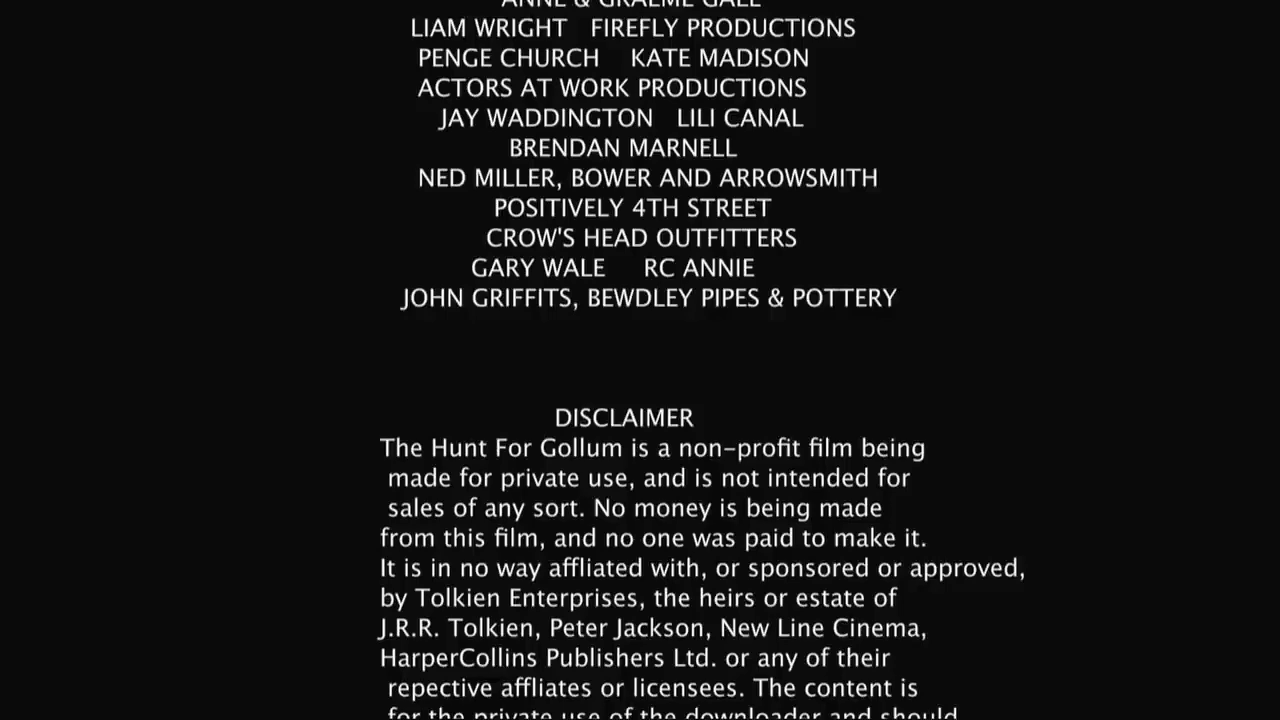 ANNE & GRAEME GALE
LIAM WRIGHT FIREFLY PRODUCTIONS
PENGE CHURCH KATE MADISON
ACTORS AT WORK PRODUCTIONS
JAY WADDINGTON LILI CANAL
BRENDAN MARNELL
NED MILLER, BOWER AND ARROWSMITH
POSITIVELY 4TH STREET
CROW'S HEAD OUTFITTERS
GARY WALE RC ANNIE
JOHN GRIFFITS, BEWDLEY PIPES & POTTERY
DISCLAIMER
The Hunt For Gollum is a non-profit film being
made for private use, and is not intended for
sales of any sort. No money is being made
from this film, and no one was paid to make it.
It is in no way affliated with, or sponsored or approved,
by Tolkien Enterprises, the heirs or estate of
J.R.R. Tolkien, Peter Jackson, New Line Cinema,
HarperCollins Publishers Ltd. or any of their
repective affliates or licensees. The content is
for the private use of the downloader and should